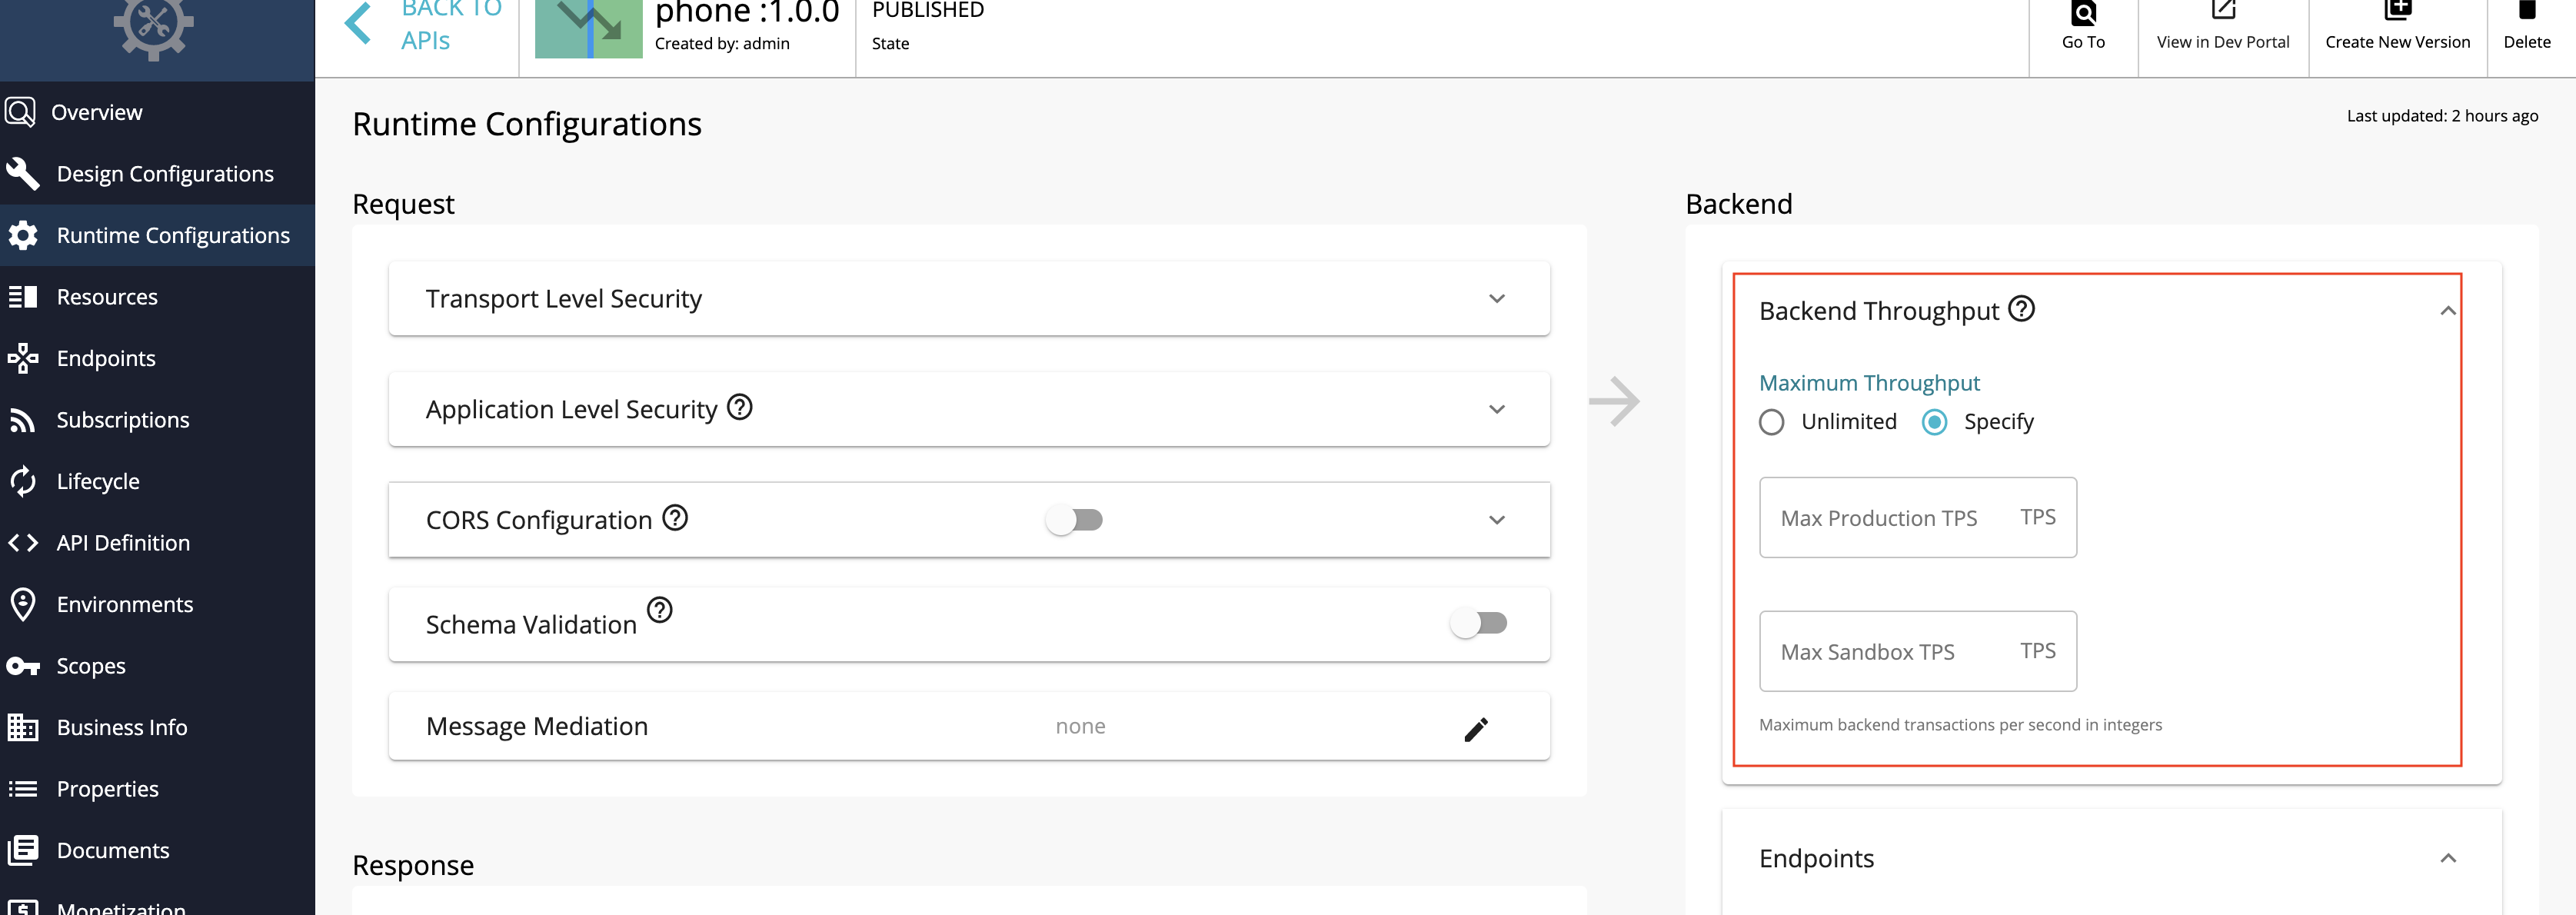 BACK TO
APIs
phone :1.0.0
Created by: admin
PUBLISHED
State
Go To
View in Dev Portal
Create New Version
Delete
Overview
Design Configurations
Runtime Configurations
Resources
Endpoints
Subscriptions
Lifecycle
API Definition
Environments
Scopes
Business Info
Properties
Documents
Monetization
Runtime Configurations
Last updated: 2 hours ago
Request
Transport Level Security
Application Level Security
CORS Configuration
Schema Validation
Message Mediation none
Response
Backend
Backend Throughput
Maximum Throughput
Unlimited Specify
Max Production TPS TPS
Max Sandbox TPS TPS
Maximum backend transactions per second in integers
Endpoints